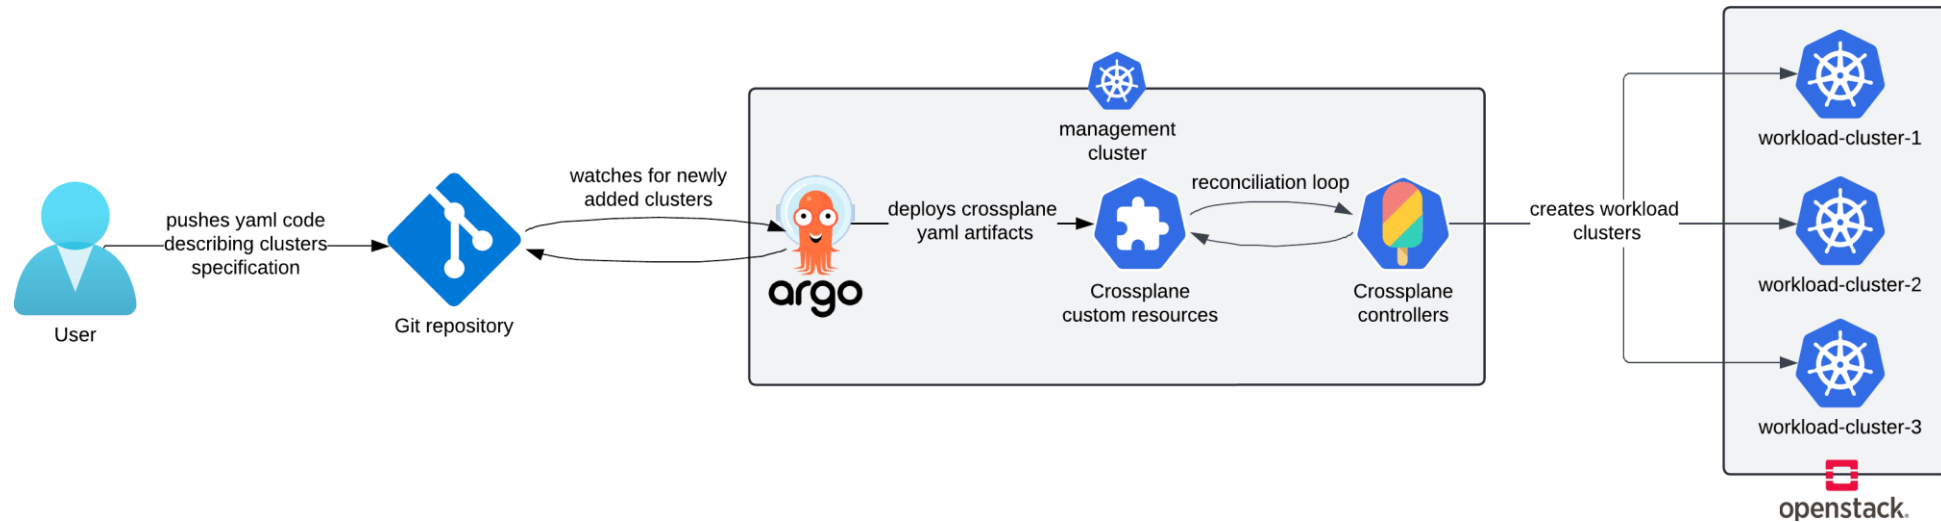 pushes yaml code
describing clusters
specification
User
Git repository
watches for newly
added clusters
management
cluster
argo
deploys crossplane
yaml artifacts
Crossplane
custom resources
reconciliation loop
Crossplane
controllers
creates workload
clusters
workload-cluster-1
workload-cluster-2
workload-cluster-3
openstack.